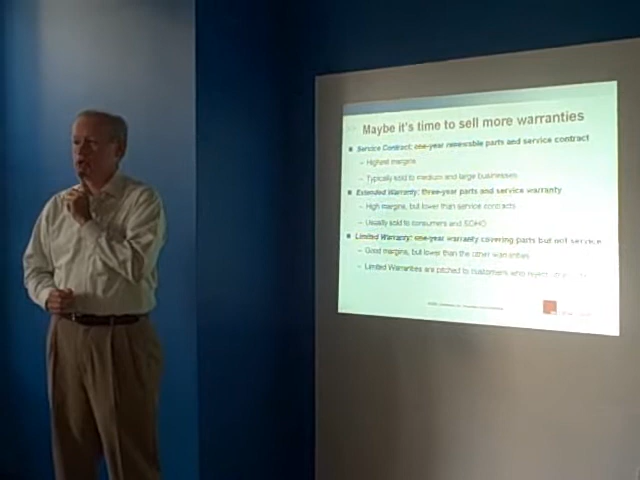 Maybe it's time to sell more warranties
Service Contract: one-year renewable parts and service contract
– Highest margins
– Typically sold to medium and large businesses
Extended Warranty: three-year parts and service warranty
– High margins, but lower than service contracts
– Usually sold to consumers and SOHO
Limited Warranty: one-year warranty covering parts but not service
– Good margins, but lower than the other warranties
– Limited Warranties are pitched to customers who reject